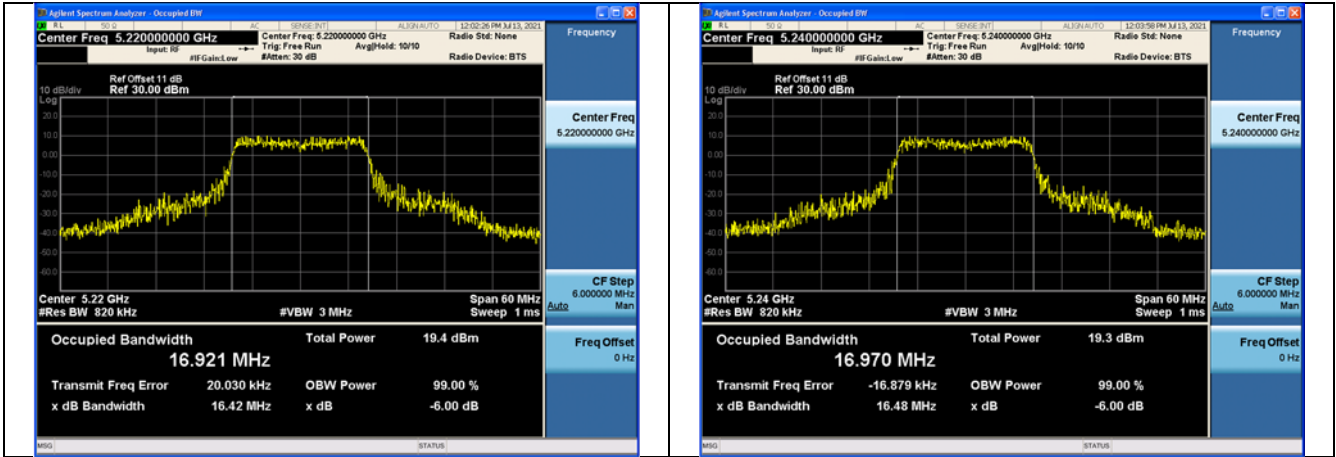 Agilent Spectrum Analyzer - Occupied BW
RL 50 Ω AC SENSE:INT ALIGN AUTO 12:02:26 PM Jul 13, 2021
Center Freq 5.220000000 GHz
Center Freq: 5.220000000 GHz Radio Std: None
Input: RF Trig: Free Run Avg|Hold: 10/10
#IFGain:Low #Atten: 30 dB Radio Device: BTS
Ref Offset 11 dB
10 dB/div Ref 30.00 dBm
Log
20.0
10.0
0.00
-10.0
-20.0
-30.0
-40.0
-50.0
-60.0
Center 5.22 GHz Span 60 MHz
#Res BW 820 kHz #VBW 3 MHz Sweep 1 ms
Occupied Bandwidth Total Power 19.4 dBm
16.921 MHz
Transmit Freq Error 20.030 kHz OBW Power 99.00 %
x dB Bandwidth 16.42 MHz x dB -6.00 dB
MSG STATUS
Frequency
Center Freq
5.220000000 GHz
CF Step
6.000000 MHz
Auto Man
Freq Offset
0 Hz
Agilent Spectrum Analyzer - Occupied BW
RL 50 Ω AC SENSE:INT ALIGN AUTO 12:03:58 PM Jul 13, 2021
Center Freq 5.240000000 GHz
Center Freq: 5.240000000 GHz Radio Std: None
Input: RF Trig: Free Run Avg|Hold: 10/10
#IFGain:Low #Atten: 30 dB Radio Device: BTS
Ref Offset 11 dB
10 dB/div Ref 30.00 dBm
Log
20.0
10.0
0.00
-10.0
-20.0
-30.0
-40.0
-50.0
-60.0
Center 5.24 GHz Span 60 MHz
#Res BW 820 kHz #VBW 3 MHz Sweep 1 ms
Occupied Bandwidth Total Power 19.3 dBm
16.970 MHz
Transmit Freq Error -16.879 kHz OBW Power 99.00 %
x dB Bandwidth 16.48 MHz x dB -6.00 dB
MSG STATUS
Frequency
Center Freq
5.240000000 GHz
CF Step
6.000000 MHz
Auto Man
Freq Offset
0 Hz